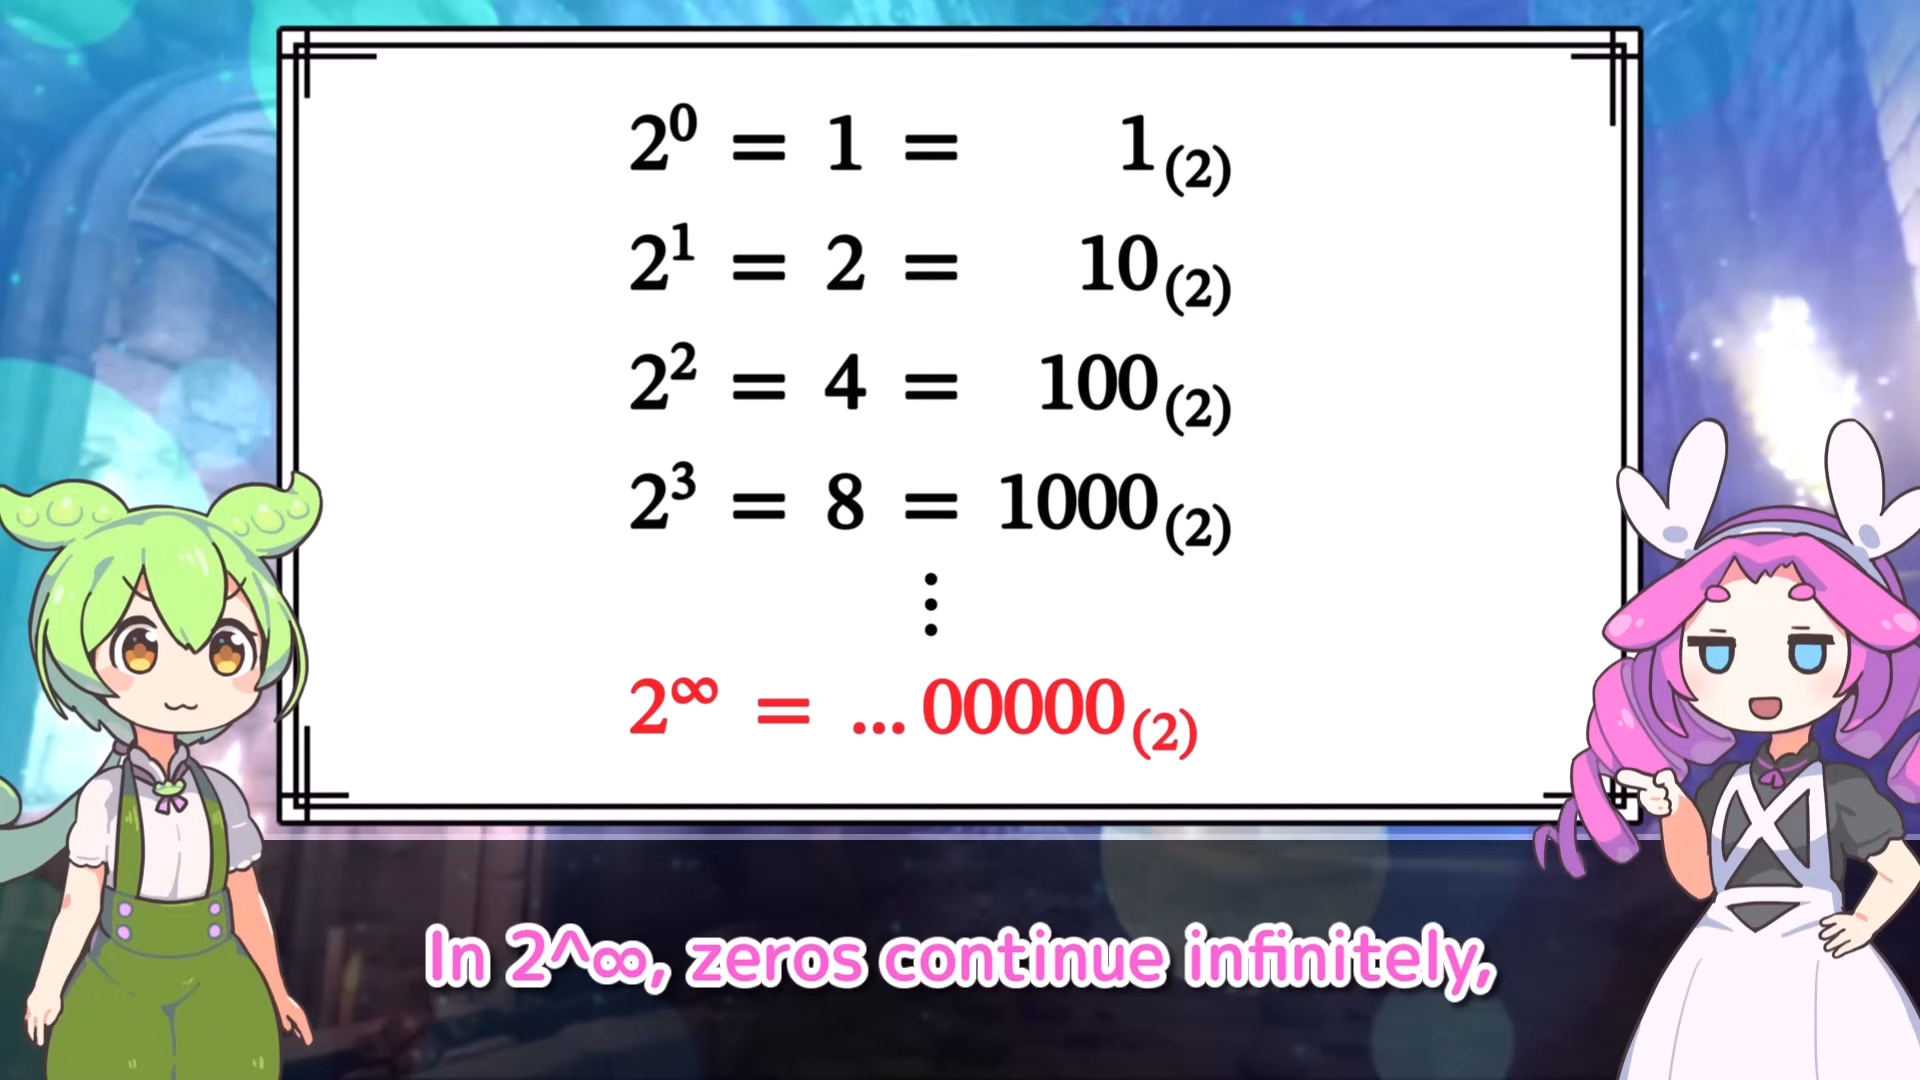 2⁰ = 1 = 1₍₂₎
2¹ = 2 = 10₍₂₎
2² = 4 = 100₍₂₎
2³ = 8 = 1000₍₂₎
⋮
2^∞ = ...00000₍₂₎
In 2^∞, zeros continue infinitely,